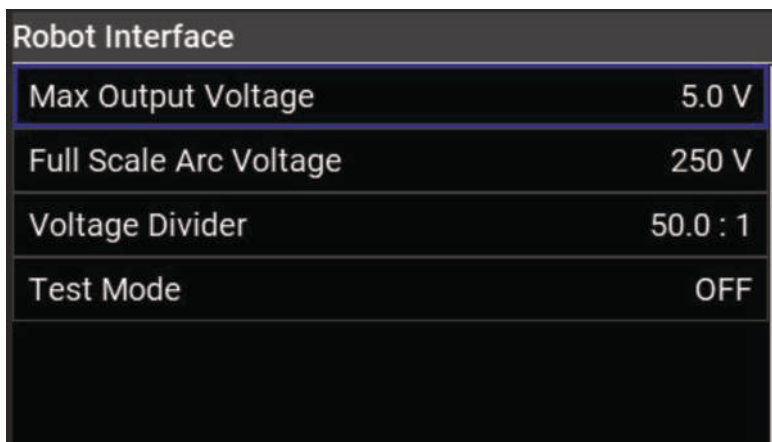 Robot Interface
Max Output Voltage 5.0 V
Full Scale Arc Voltage 250 V
Voltage Divider 50.0 : 1
Test Mode OFF